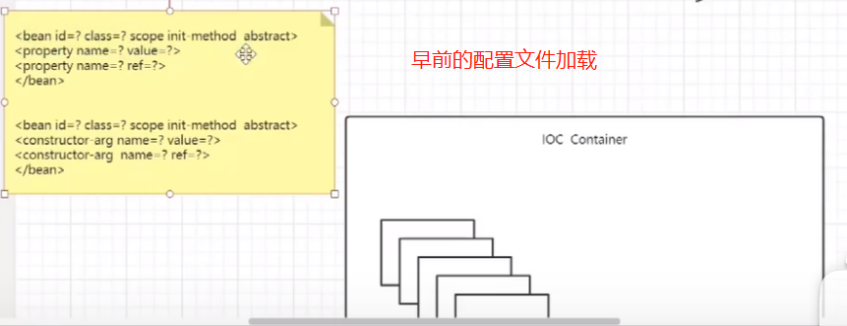 <bean id=? class=? scope init-method  abstract>
<property name=? value=?>
<property name=? ref=?>
</bean>
<bean id=? class=? scope init-method  abstract>
<constructor-arg name=? value=?>
<constructor-arg  name=? ref=?>
</bean>
早前的配置文件加载
IOC  Container